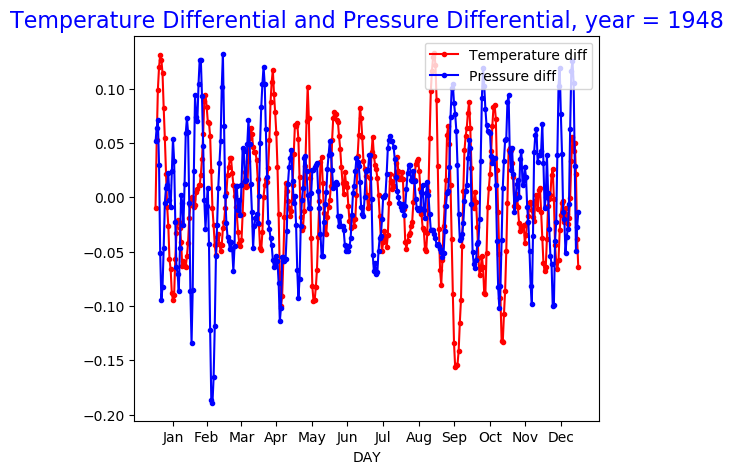 Temperature Differential and Pressure Differential, year = 1948
Temperature diff
Pressure diff
0.10
0.05
0.00
−0.05
−0.10
−0.15
−0.20
Jan Feb Mar Apr May Jun Jul Aug Sep Oct Nov Dec
DAY